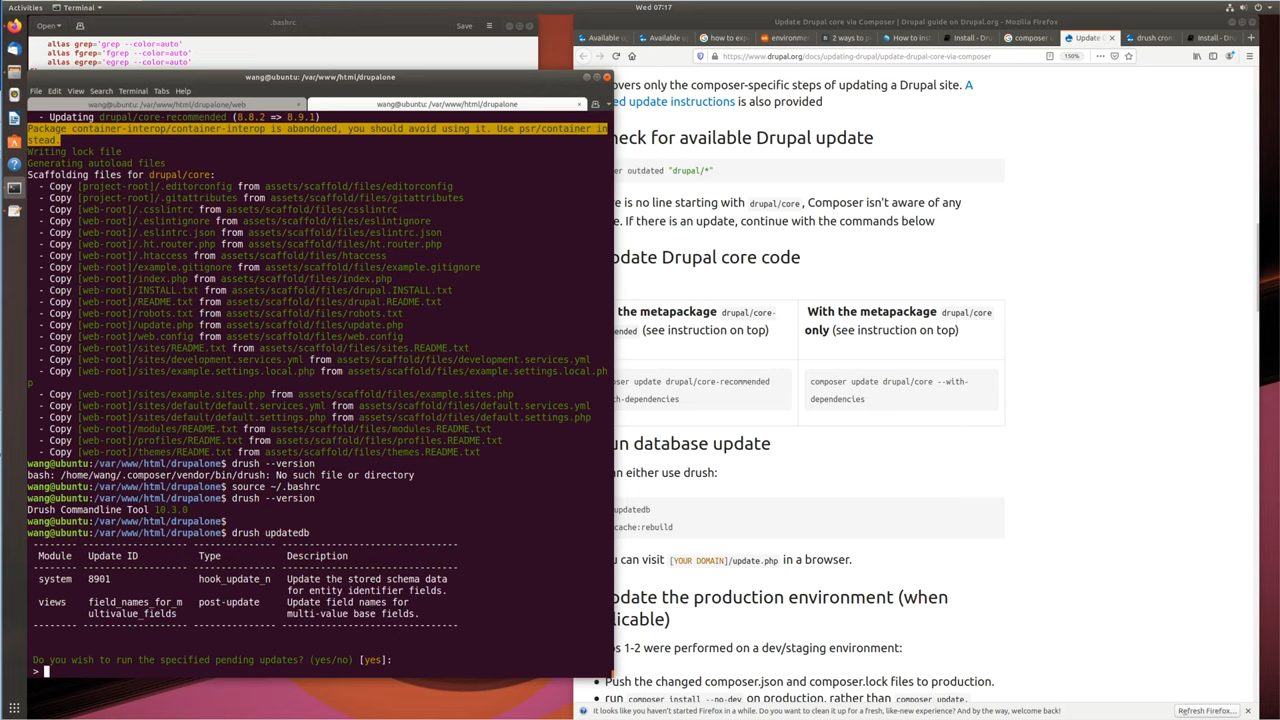 Activities
Terminal
Wed 07:17
Open
.bashrc
Save
alias grep='grep --color=auto'
alias fgrep='fgrep --color=auto'
alias egrep='egrep --color=auto'
wang@ubuntu: /var/www/html/drupalone
File Edit View Search Terminal Tabs Help
wang@ubuntu: /var/www/html/drupalone/web
wang@ubuntu: /var/www/html/drupalone
- Updating drupal/core-recommended (8.8.2 => 8.9.1)
Package container-interop/container-interop is abandoned, you should avoid using it. Use psr/container in
stead.
Writing lock file
Generating autoload files
Scaffolding files for drupal/core:
- Copy [project-root]/.editorconfig from assets/scaffold/files/editorconfig
- Copy [project-root]/.gitattributes from assets/scaffold/files/gitattributes
- Copy [web-root]/.csslintrc from assets/scaffold/files/csslintrc
- Copy [web-root]/.eslintignore from assets/scaffold/files/eslintignore
- Copy [web-root]/.eslintrc.json from assets/scaffold/files/eslintrc.json
- Copy [web-root]/.ht.router.php from assets/scaffold/files/ht.router.php
- Copy [web-root]/.htaccess from assets/scaffold/files/htaccess
- Copy [web-root]/example.gitignore from assets/scaffold/files/example.gitignore
- Copy [web-root]/index.php from assets/scaffold/files/index.php
- Copy [web-root]/INSTALL.txt from assets/scaffold/files/drupal.INSTALL.txt
- Copy [web-root]/README.txt from assets/scaffold/files/drupal.README.txt
- Copy [web-root]/robots.txt from assets/scaffold/files/robots.txt
- Copy [web-root]/update.php from assets/scaffold/files/update.php
- Copy [web-root]/web.config from assets/scaffold/files/web.config
- Copy [web-root]/sites/README.txt from assets/scaffold/files/sites.README.txt
- Copy [web-root]/sites/development.services.yml from assets/scaffold/files/development.services.yml
- Copy [web-root]/sites/example.settings.local.php from assets/scaffold/files/example.settings.local.ph
p
- Copy [web-root]/sites/example.sites.php from assets/scaffold/files/example.sites.php
- Copy [web-root]/sites/default/default.services.yml from assets/scaffold/files/default.services.yml
- Copy [web-root]/sites/default/default.settings.php from assets/scaffold/files/default.settings.php
- Copy [web-root]/modules/README.txt from assets/scaffold/files/modules.README.txt
- Copy [web-root]/profiles/README.txt from assets/scaffold/files/profiles.README.txt
- Copy [web-root]/themes/README.txt from assets/scaffold/files/themes.README.txt
wang@ubuntu:/var/www/html/drupalone$ drush --version
bash: /home/wang/.composer/vendor/bin/drush: No such file or directory
wang@ubuntu:/var/www/html/drupalone$ source ~/.bashrc
wang@ubuntu:/var/www/html/drupalone$ drush --version
Drush Commandline Tool 10.3.0
wang@ubuntu:/var/www/html/drupalone$
wang@ubuntu:/var/www/html/drupalone$ drush updatedb
Module Update ID Type Description
system 8901 hook_update_n Update the stored schema data
for entity identifier fields.
views field_names_for_m post-update Update field names for
ultivalue_fields multi-value base fields.
Do you wish to run the specified pending updates? (yes/no) [yes]:
>
Update Drupal core via Composer | Drupal guide on Drupal.org - Mozilla Firefox
Available up
Available u
how to exp
environmen
2 ways to p
How to inst
Install - Dru
composer v
Update D
drush cron
Install - Dru
https://www.drupal.org/docs/updating-drupal/update-drupal-core-via-composer
150%
overs only the composer-specific steps of updating a Drupal site. A
ed update instructions is also provided
heck for available Drupal update
er outdated "drupal/*"
re is no line starting with drupal/core, Composer isn't aware of any
e. If there is an update, continue with the commands below
pdate Drupal core code
the metapackage drupal/core-
ended (see instruction on top)
With the metapackage drupal/core
only (see instruction on top)
oser update drupal/core-recommended
th-dependencies
composer update drupal/core --with-
dependencies
un database update
an either use drush:
updatedb
cache:rebuild
u can visit [YOUR DOMAIN]/update.php in a browser.
pdate the production environment (when
licable)
os 1-2 were performed on a dev/staging environment:
Push the changed composer.json and composer.lock files to production.
run composer install --no-dev on production, rather than composer update.
It looks like you haven't started Firefox in a while. Do you want to clean it up for a fresh, like-new experience? And by the way, welcome back!
Refresh Firefox…